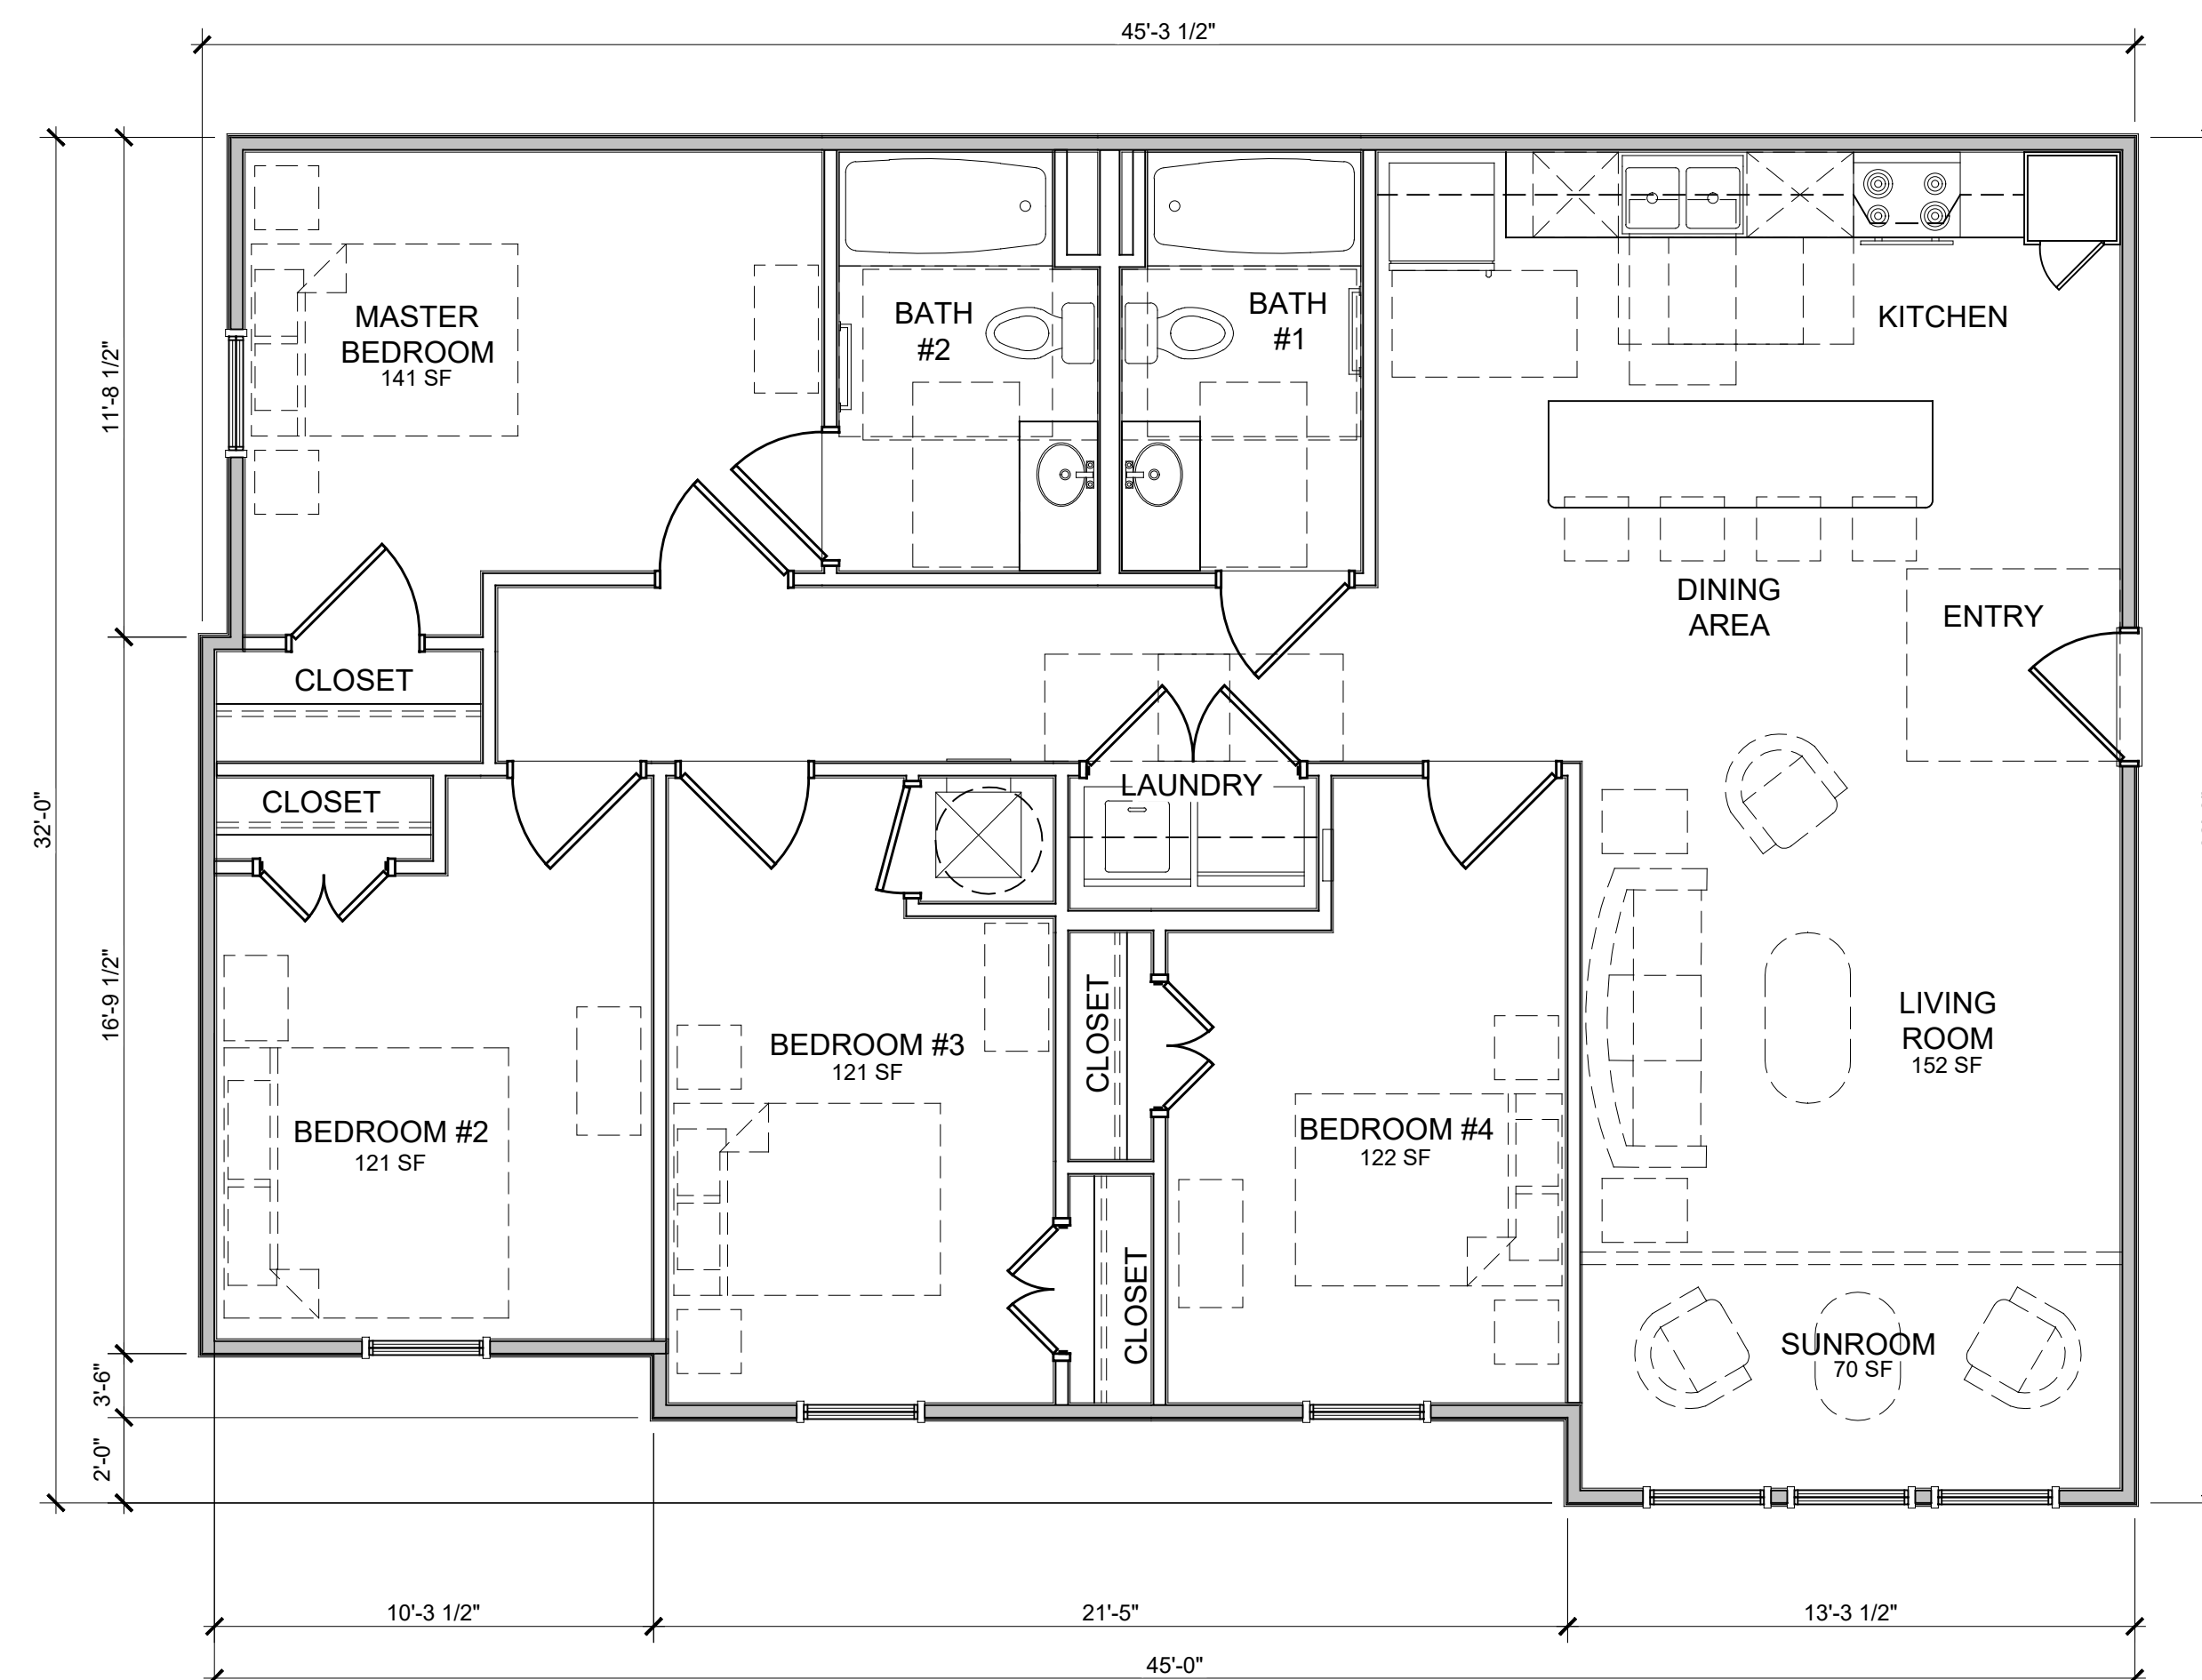 45'-3 1/2"
MASTER
BEDROOM
141 SF
BATH
#2
BATH
#1
KITCHEN
11'-8 1/2"
DINING
AREA
ENTRY
CLOSET
LAUNDRY
CLOSET
32'-0"
16'-9 1/2"
CLOSET
LIVING
ROOM
152 SF
BEDROOM #3
121 SF
BEDROOM #2
121 SF
BEDROOM #4
122 SF
CLOSET
SUNROOM
70 SF
3'-6"
2'-0"
10'-3 1/2"
21'-5"
13'-3 1/2"
45'-0"